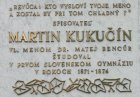 REVÚCA! KTO VYSLOVÍ TVOJE MENO
A ZOSTAL BY PRI TOM CHLADNÝ?
SPISOVATEĽ
MARTIN KUKUČÍN
VL. MENOM DR. MATEJ BENCÚR
ŠTUDOVAL
V PRVOM SLOVENSKOM GYMNÁZIU
V ROKOCH 1871-1874